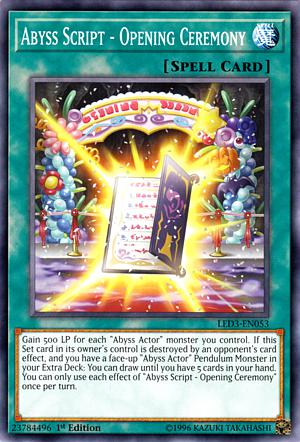 Abyss Script - Opening Ceremony
[Spell Card]
LED3-EN053
Gain 500 LP for each "Abyss Actor" monster you control. If this
Set card in its owner's control is destroyed by an opponent's card
effect, and you have a face-up "Abyss Actor" Pendulum Monster in
your Extra Deck: You can draw until you have 5 cards in your hand.
You can only use each effect of "Abyss Script - Opening Ceremony"
once per turn.
23784496 1st Edition ©1996 KAZUKI TAKAHASHI